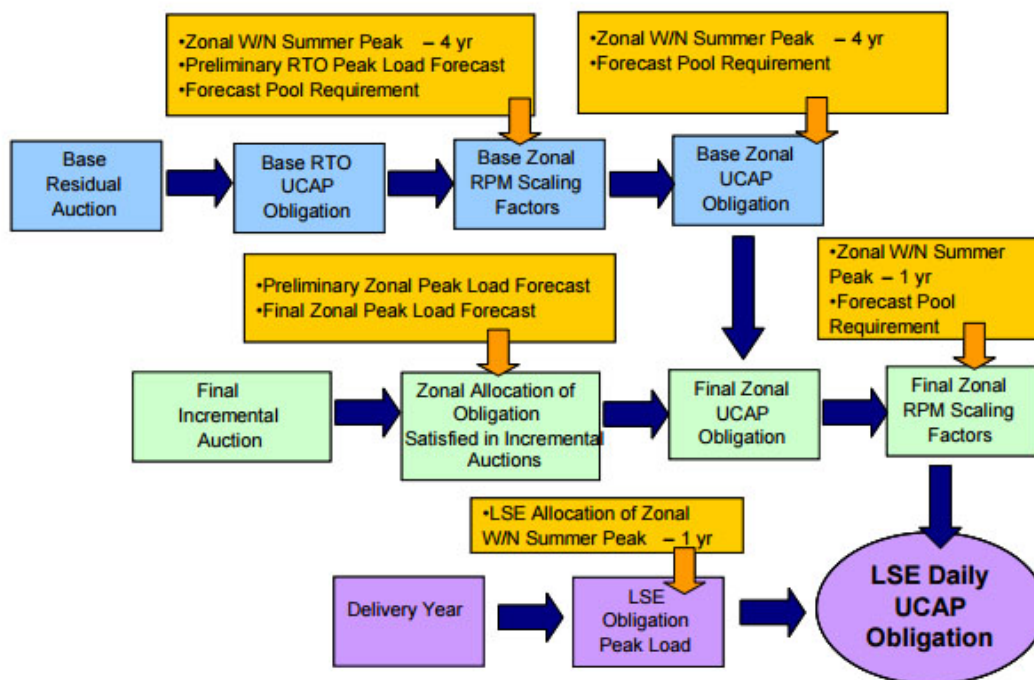 •Zonal W/N Summer Peak – 4 yr
•Preliminary RTO Peak Load Forecast
•Forecast Pool Requirement
•Zonal W/N Summer Peak – 4 yr
•Forecast Pool Requirement
Base
Residual
Auction
Base RTO
UCAP
Obligation
Base Zonal
RPM Scaling
Factors
Base Zonal
UCAP
Obligation
•Preliminary Zonal Peak Load Forecast
•Final Zonal Peak Load Forecast
•Zonal W/N Summer
Peak – 1 yr
•Forecast Pool
Requirement
Final
Incremental
Auction
Zonal Allocation of
Obligation
Satisfied in Incremental
Auctions
Final Zonal
UCAP
Obligation
Final Zonal
RPM Scaling
Factors
•LSE Allocation of Zonal
W/N Summer Peak – 1 yr
Delivery Year
LSE
Obligation
Peak Load
LSE Daily
UCAP
Obligation